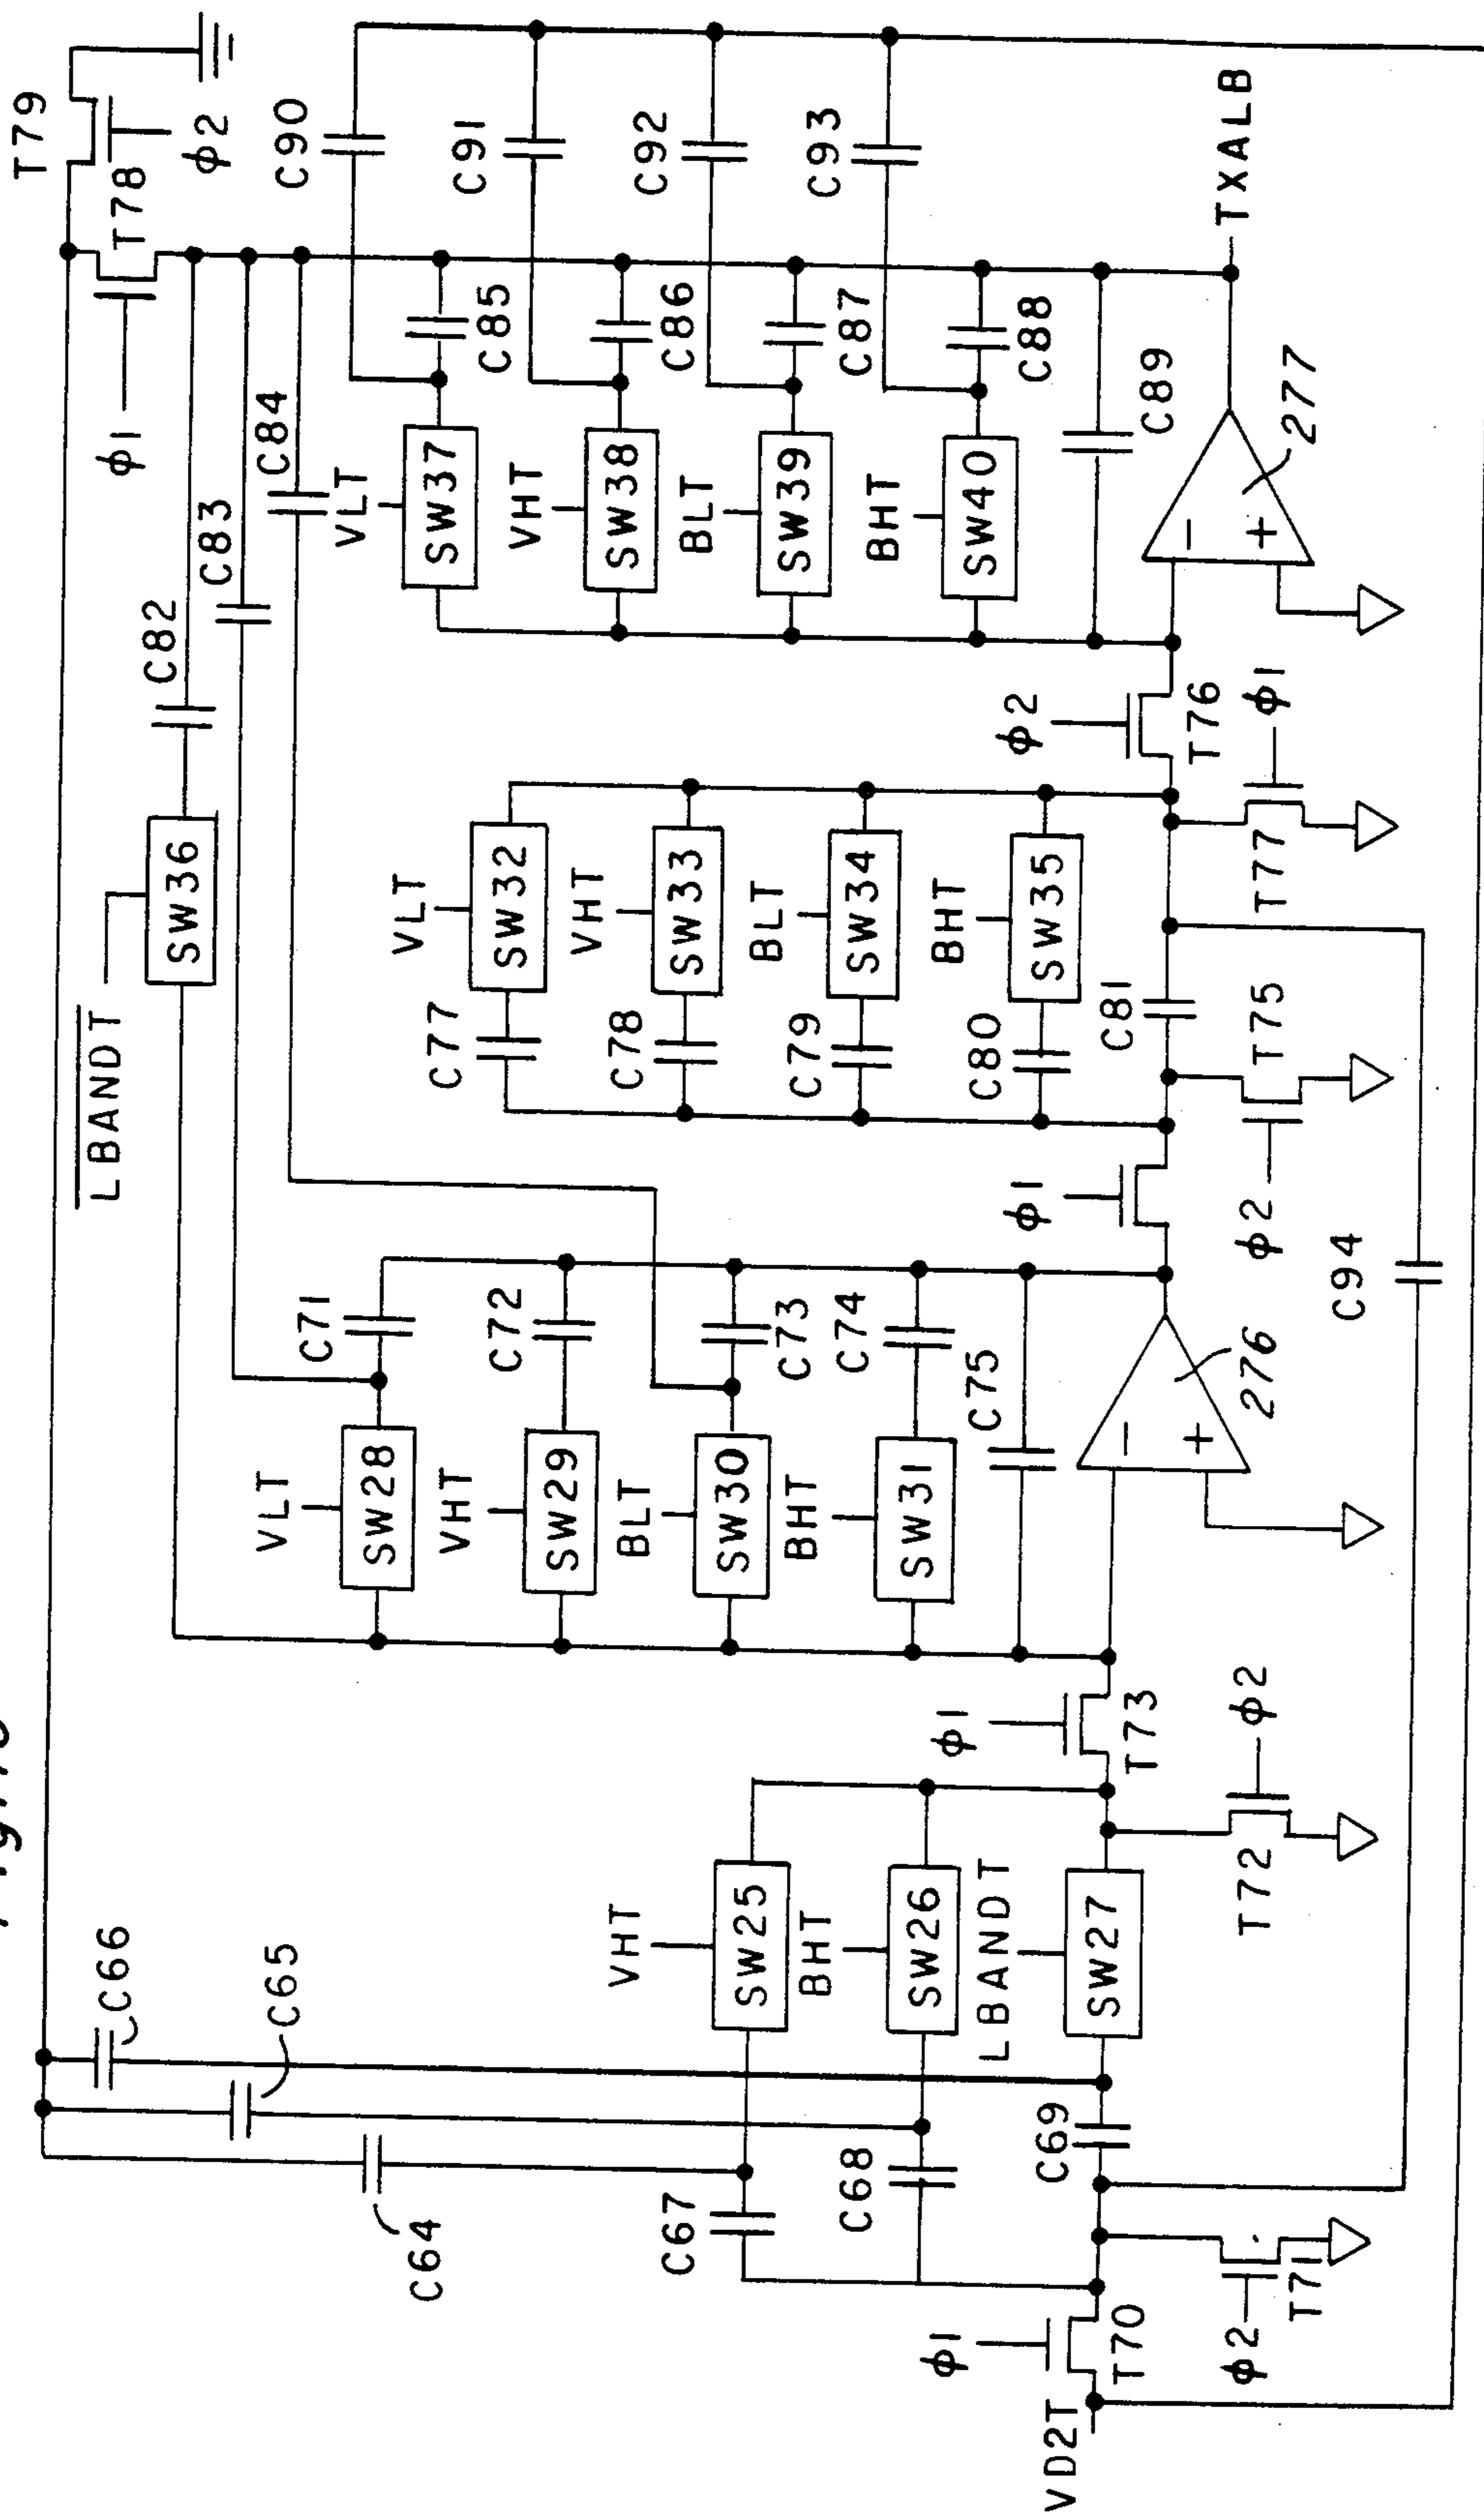 T79
C66
LBANDT
φ1
T78
C82
SW36
φ2
C65
C83
C84
C90
VLT
C71
VLT
SW28
C64
VLT
C77
SW37
C85
C91
VHT
C72
VHT
SW32
SW29
VHT
C78
SW38
C86
C92
VHT
BLT
SW33
BLT
C67
SW25
SW30
C73
BLT
C79
SW39
C87
C93
BHT
BHT
C74
SW34
BHT
C68
SW26
SW31
BHT
C80
SW40
C88
φ1
LBANDT
φ1
C75
φ1
SW35
φ2
C69
SW27
C81
C89
VD2T
T70
T73
T76
−
+
−
+
TXALB
φ2
T71
T72
φ2
276
φ2
T75
T77
φ1
277
C94